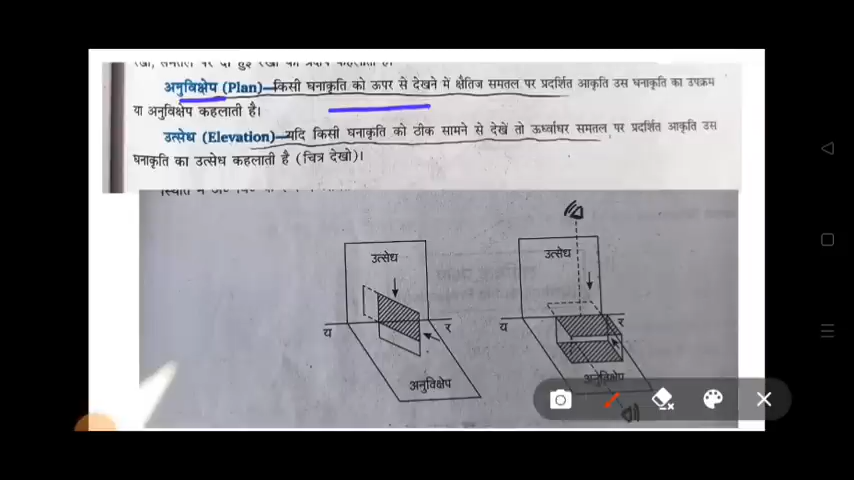 अनुविक्षेप (Plan)—किसी घनाकृति को ऊपर से देखने में क्षैतिज समतल पर प्रदर्शित आकृति उस घनाकृति का उपक्रम
या अनुविक्षेप कहलाता है।
उत्सेध (Elevation)—यदि किसी घनाकृति को ठीक सामने से देखें तो ऊर्ध्वाधर समतल पर प्रदर्शित आकृति उस
घनाकृति का उत्सेध कहलाता है (चित्र देखो)।
उत्सेध
उत्सेध
य
र
य
र
अनुविक्षेप
अनुविक्षेप